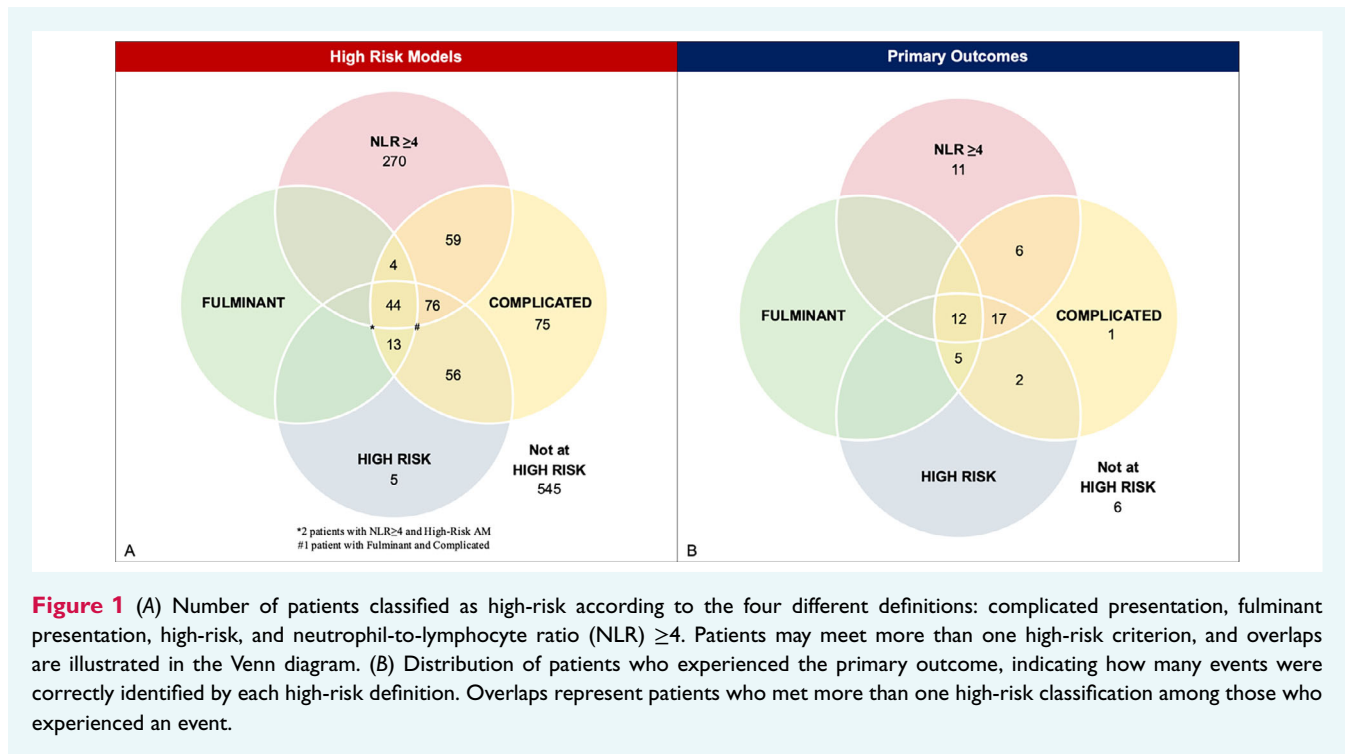 High Risk Models
NLR ≥4
270
59
4
FULMINANT
44
76
COMPLICATED
75
*
#
13
56
HIGH RISK
5
Not at
HIGH RISK
545
*2 patients with NLR≥4 and High-Risk AM
#1 patient with Fulminant and Complicated
A
Primary Outcomes
NLR ≥4
11
6
FULMINANT
12
17
COMPLICATED
1
5
2
HIGH RISK
Not at
HIGH RISK
6
B
Figure 1 (A) Number of patients classified as high-risk according to the four different definitions: complicated presentation, fulminant
presentation, high-risk, and neutrophil-to-lymphocyte ratio (NLR) ≥4. Patients may meet more than one high-risk criterion, and overlaps
are illustrated in the Venn diagram. (B) Distribution of patients who experienced the primary outcome, indicating how many events were
correctly identified by each high-risk definition. Overlaps represent patients who met more than one high-risk classification among those who
experienced an event.